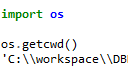 import os
os.getcwd()
'C:\\workspace\\DB